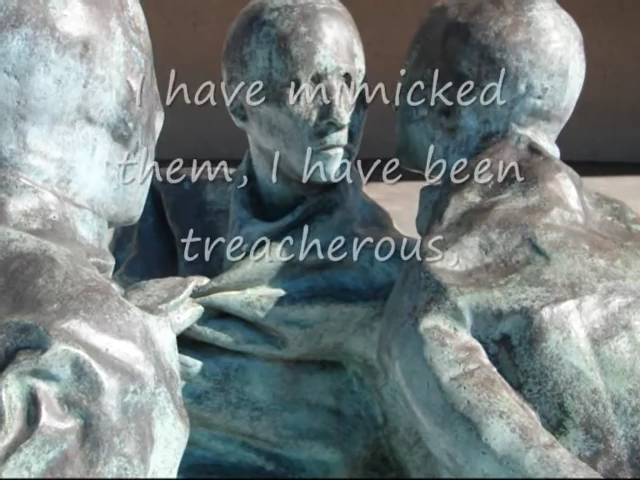 I have mimicked
them, I have been
treacherous,